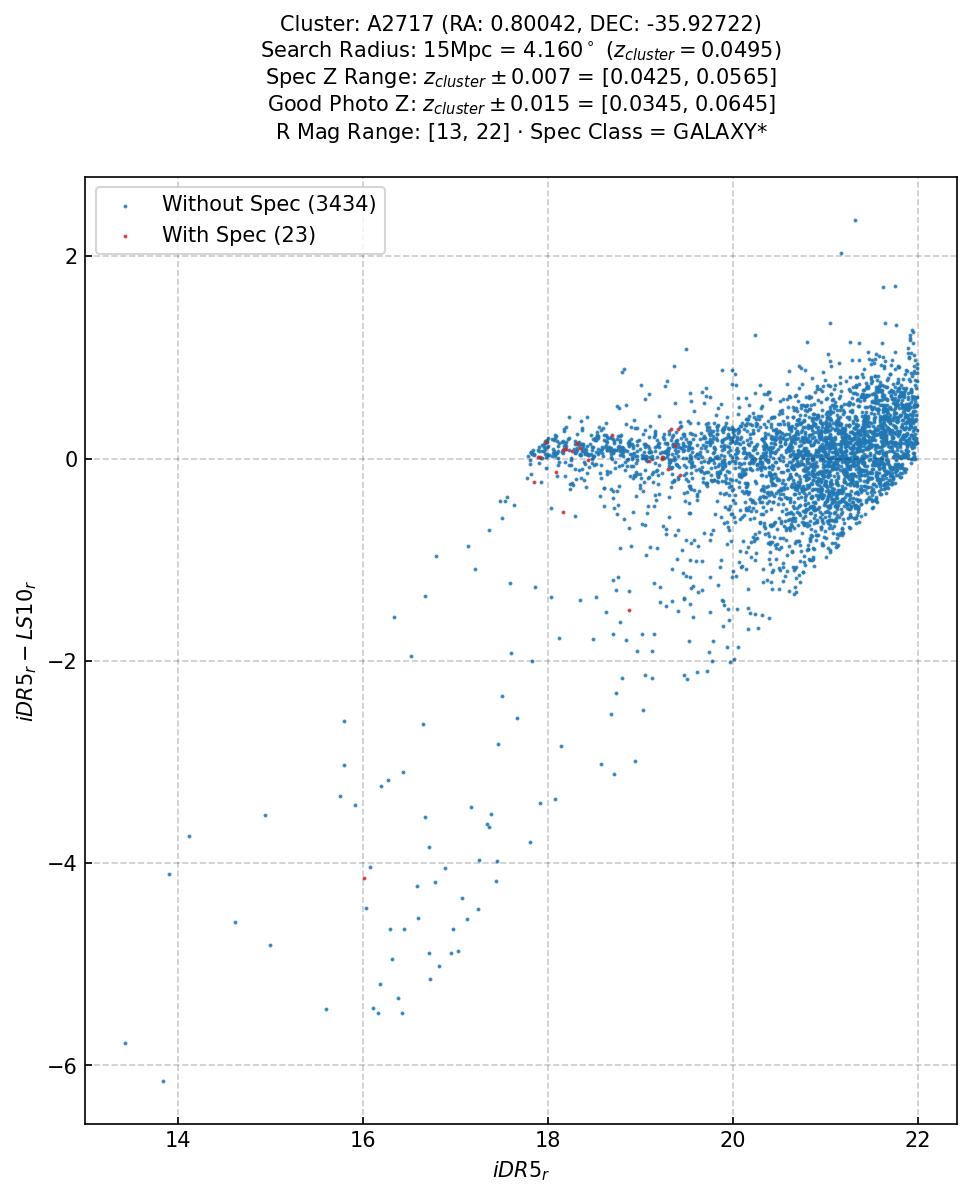 Cluster: A2717 (RA: 0.80042, DEC: -35.92722)
Search Radius: 15Mpc = 4.160° (z_cluster = 0.0495)
Spec Z Range: z_cluster ± 0.007 = [0.0425, 0.0565]
Good Photo Z: z_cluster ± 0.015 = [0.0345, 0.0645]
R Mag Range: [13, 22] · Spec Class = GALAXY*
Without Spec (3434)
With Spec (23)
2
0
−2
−4
−6
iDR5_r − LS10_r
14 16 18 20 22
iDR5_r